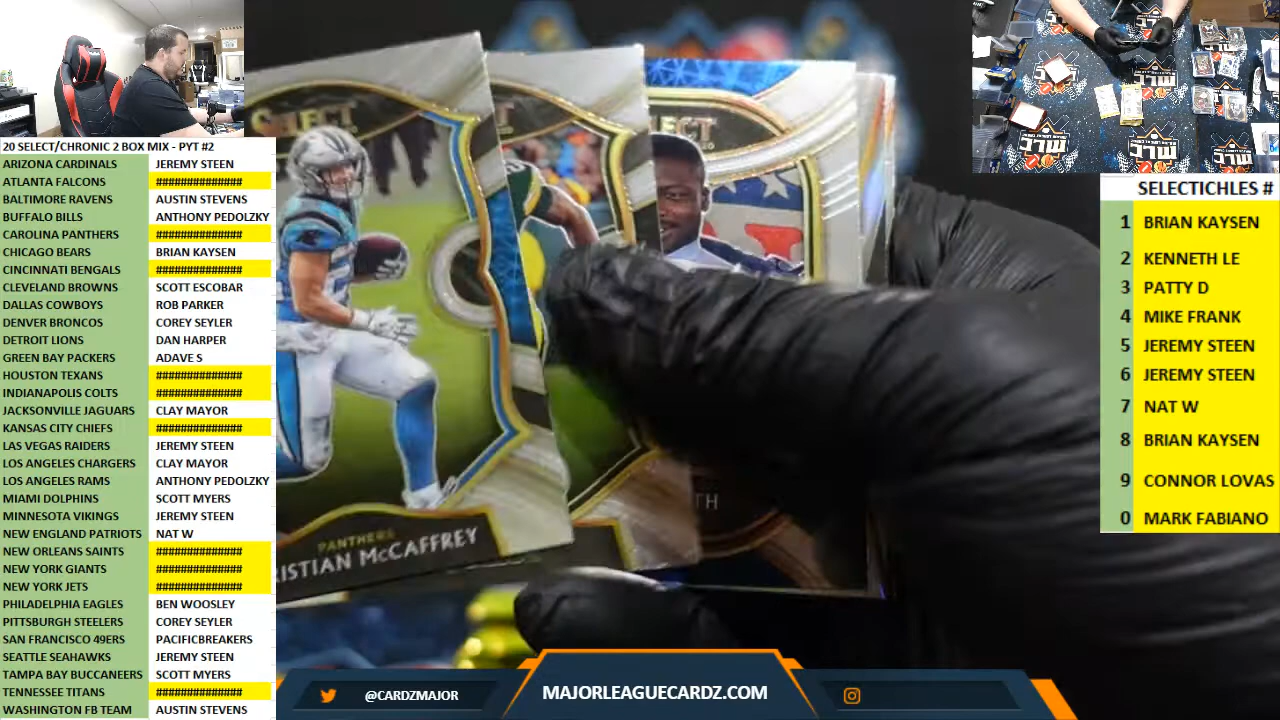 20 SELECT/CHRONIC 2 BOX MIX - PYT #2
ARIZONA CARDINALS JEREMY STEEN
ATLANTA FALCONS ##############
BALTIMORE RAVENS AUSTIN STEVENS
BUFFALO BILLS ANTHONY PEDOLZKY
CAROLINA PANTHERS ##############
CHICAGO BEARS BRIAN KAYSEN
CINCINNATI BENGALS ##############
CLEVELAND BROWNS SCOTT ESCOBAR
DALLAS COWBOYS ROB PARKER
DENVER BRONCOS COREY SEYLER
DETROIT LIONS DAN HARPER
GREEN BAY PACKERS ADAVE S
HOUSTON TEXANS ##############
INDIANAPOLIS COLTS ##############
JACKSONVILLE JAGUARS CLAY MAYOR
KANSAS CITY CHIEFS ##############
LAS VEGAS RAIDERS JEREMY STEEN
LOS ANGELES CHARGERS CLAY MAYOR
LOS ANGELES RAMS ANTHONY PEDOLZKY
MIAMI DOLPHINS SCOTT MYERS
MINNESOTA VIKINGS JEREMY STEEN
NEW ENGLAND PATRIOTS NAT W
NEW ORLEANS SAINTS ##############
NEW YORK GIANTS ##############
NEW YORK JETS ##############
PHILADELPHIA EAGLES BEN WOOSLEY
PITTSBURGH STEELERS COREY SEYLER
SAN FRANCISCO 49ERS PACIFICBREAKERS
SEATTLE SEAHAWKS JEREMY STEEN
TAMPA BAY BUCCANEERS SCOTT MYERS
TENNESSEE TITANS ##############
WASHINGTON FB TEAM AUSTIN STEVENS
PANTHERS
RISTIAN McCAFFREY
TH
SELECTICHLES #
1 BRIAN KAYSEN
2 KENNETH LE
3 PATTY D
4 MIKE FRANK
5 JEREMY STEEN
6 JEREMY STEEN
7 NAT W
8 BRIAN KAYSEN
9 CONNOR LOVAS
0 MARK FABIANO
@CARDZMAJOR
MAJORLEAGUECARDZ.COM